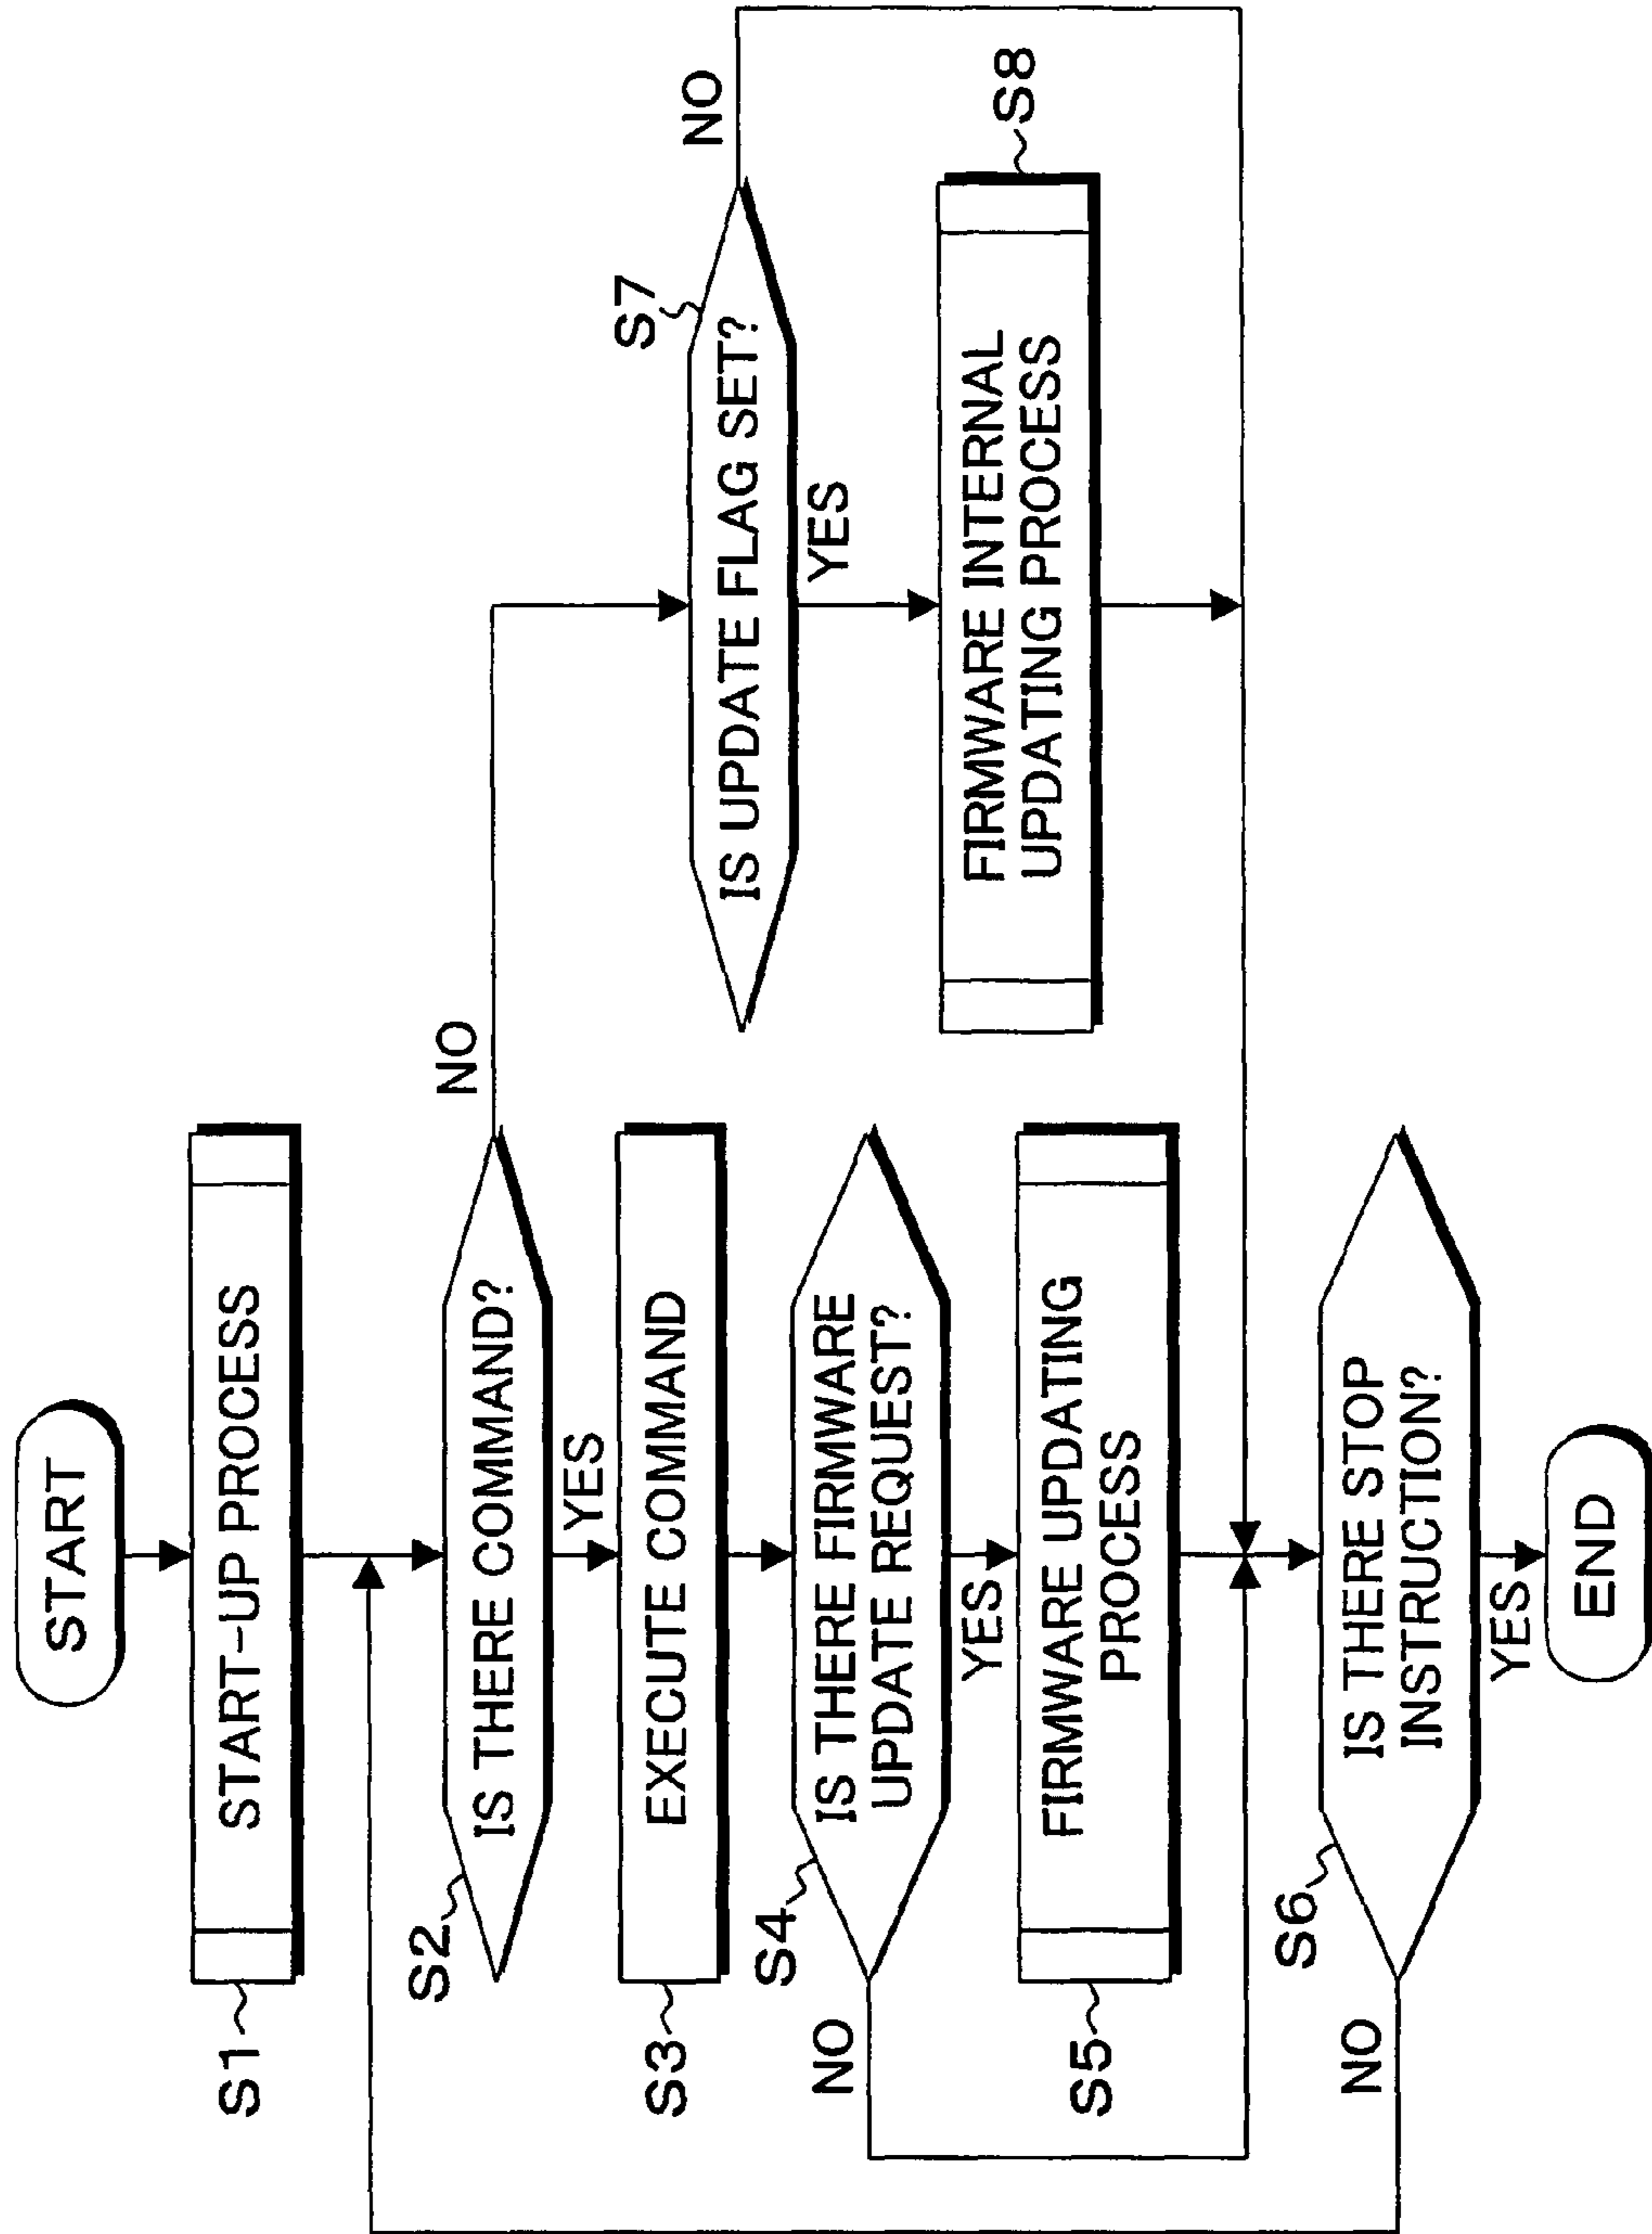 START
S1
START-UP PROCESS
S2
IS THERE COMMAND?
NO
YES
S3
EXECUTE COMMAND
S4
IS THERE FIRMWARE
UPDATE REQUEST?
NO
YES
S5
FIRMWARE UPDATING
PROCESS
S6
IS THERE STOP
INSTRUCTION?
NO
YES
END
S7
IS UPDATE FLAG SET?
NO
YES
S8
FIRMWARE INTERNAL
UPDATING PROCESS